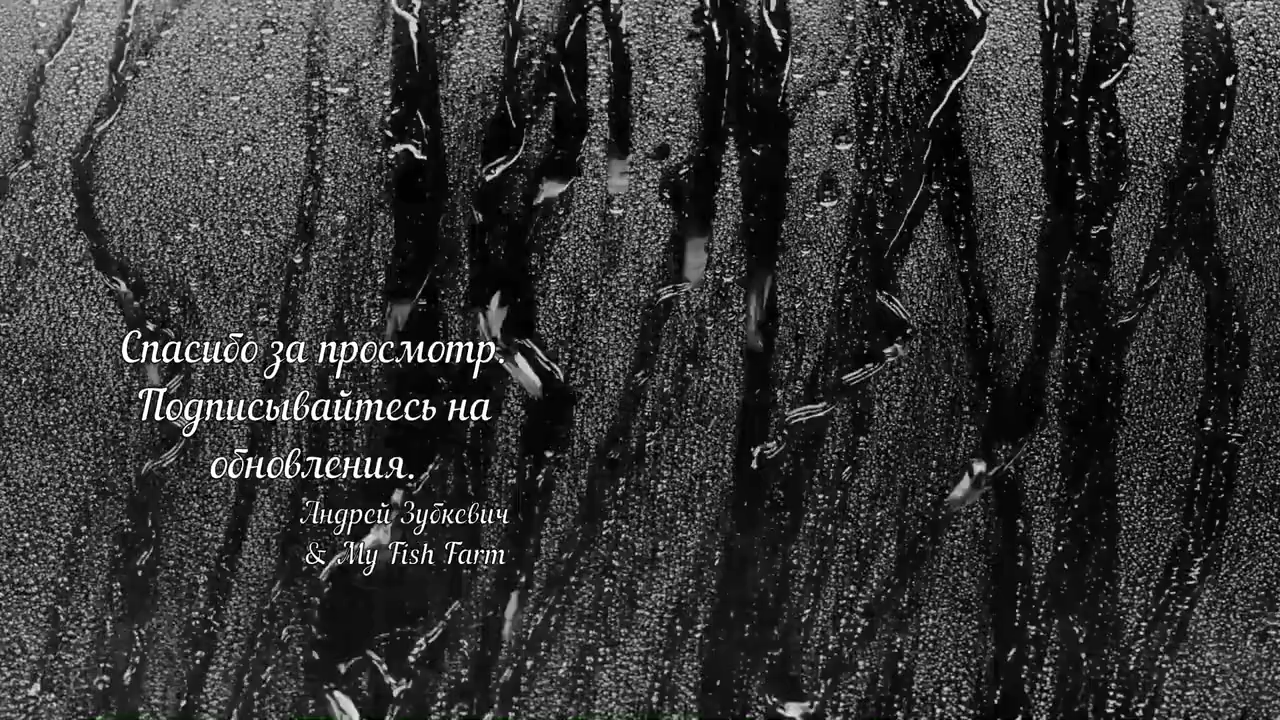 Спасибо за просмотр.
Подписывайтесь на
обновления.
Андрей Зубкевич
& My Fish Farm